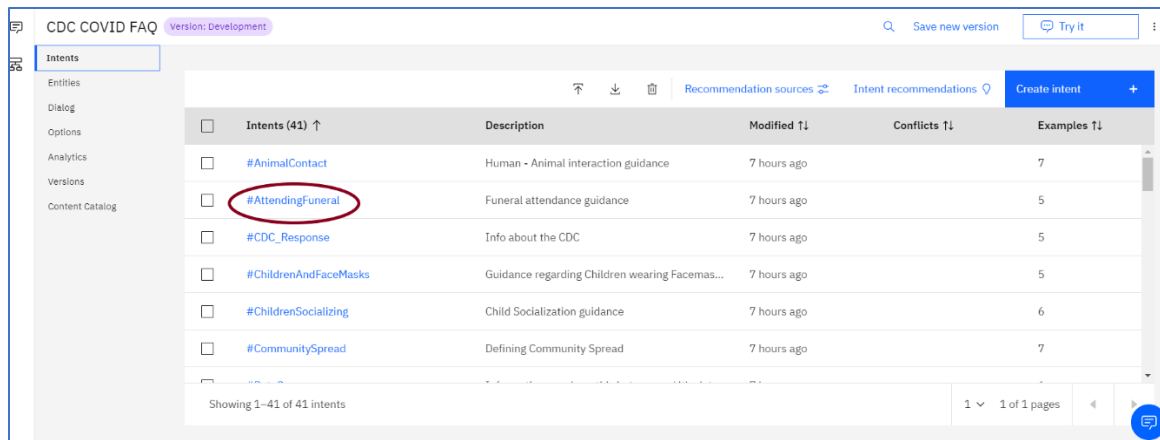 CDC COVID FAQ Version: Development Save new version Try it
Intents
Entities
Dialog
Options
Analytics
Versions
Content Catalog
Recommendation sources Intent recommendations Create intent +
Intents (41) ↑ Description Modified ↑↓ Conflicts ↑↓ Examples ↑↓
#AnimalContact Human - Animal interaction guidance 7 hours ago 7
#AttendingFuneral Funeral attendance guidance 7 hours ago 5
#CDC_Response Info about the CDC 7 hours ago 5
#ChildrenAndFaceMasks Guidance regarding Children wearing Facemas... 7 hours ago 5
#ChildrenSocializing Child Socialization guidance 7 hours ago 6
#CommunitySpread Defining Community Spread 7 hours ago 7
Showing 1–41 of 41 intents 1 1 of 1 pages